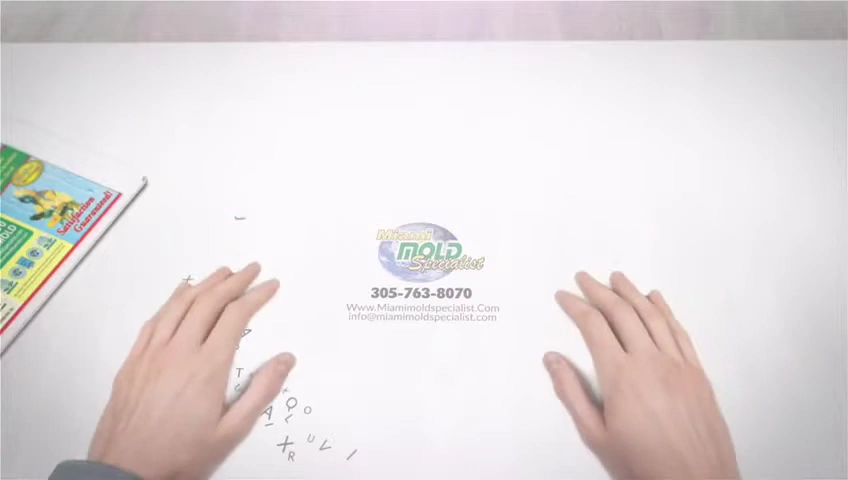 Satisfaction
Guaranteed!
Miami
MOLD
Specialist
305-763-8070
Www.Miamimoldspecialist.Com
info@miamimoldspecialist.com